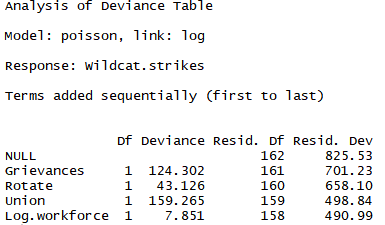 Analysis of Deviance Table
Model: poisson, link: log
Response: Wildcat.strikes
Terms added sequentially (first to last)
Df Deviance Resid. Df Resid. Dev
NULL 162 825.53
Grievances 1 124.302 161 701.23
Rotate 1 43.126 160 658.10
Union 1 159.265 159 498.84
Log.workforce 1 7.851 158 490.99